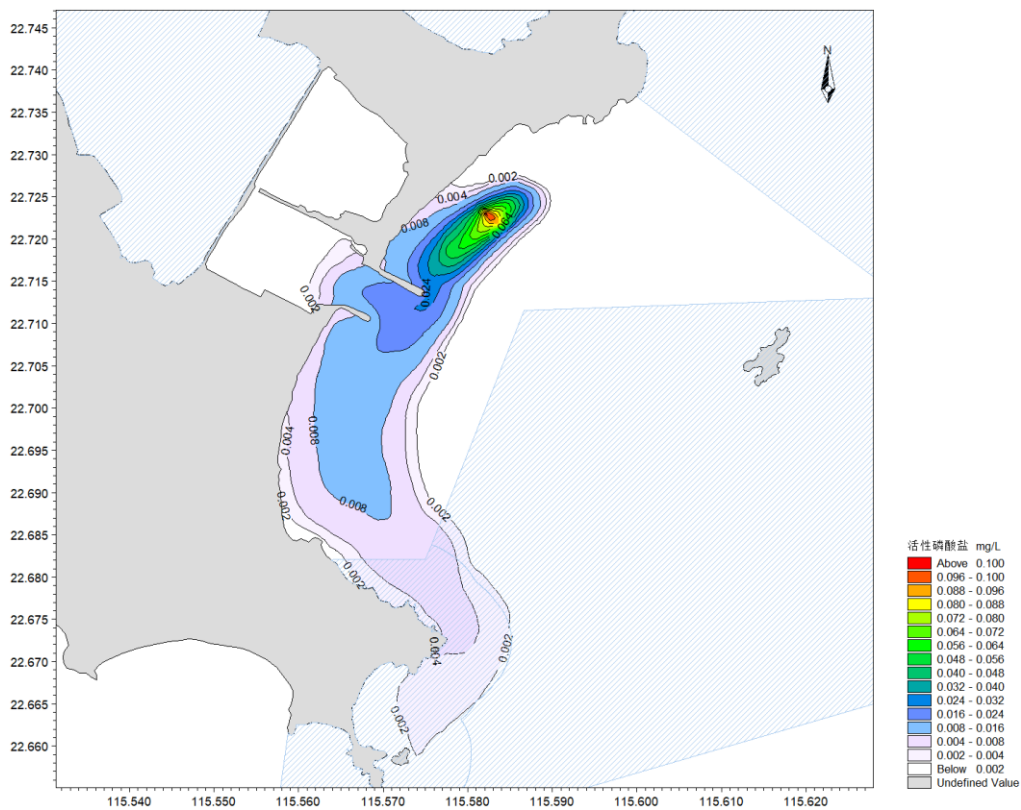 22.745
22.740
22.735
22.730
22.725
22.720
22.715
22.710
22.705
22.700
22.695
22.690
22.685
22.680
22.675
22.670
22.665
22.660
N
0.002
0.004
0.008
0.064
0.024
0.002
0.002
0.004
0.008
0.008
0.002
0.002
0.002
0.004
0.002
0.002
115.540
115.550
115.560
115.570
115.580
115.590
115.600
115.610
115.620
活性磷酸盐 mg/L
Above 0.100
0.096 - 0.100
0.088 - 0.096
0.080 - 0.088
0.072 - 0.080
0.064 - 0.072
0.056 - 0.064
0.048 - 0.056
0.040 - 0.048
0.032 - 0.040
0.024 - 0.032
0.016 - 0.024
0.008 - 0.016
0.004 - 0.008
0.002 - 0.004
Below 0.002
Undefined Value